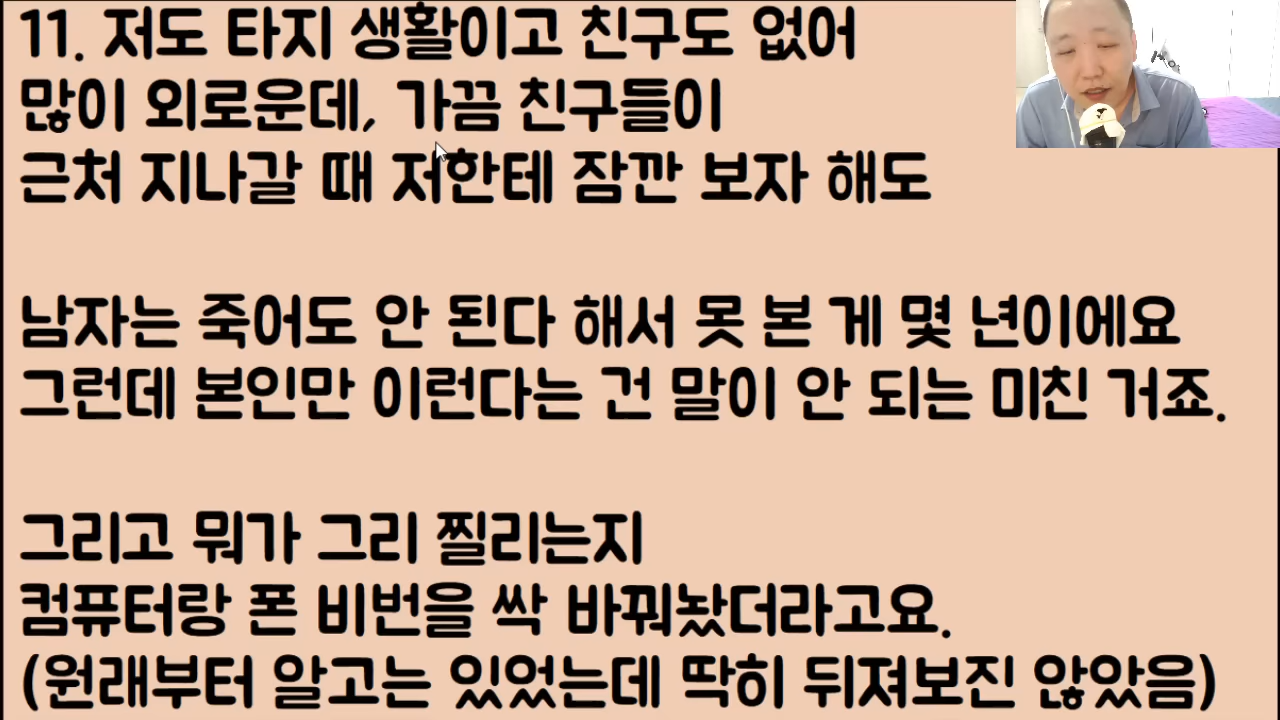 11. 저도 타지 생활이고 친구도 없어
많이 외로운데, 가끔 친구들이
근처 지나갈 때 저한테 잠깐 보자 해도
남자는 죽어도 안 된다 해서 못 본 게 몇 년이에요
그런데 본인만 이런다는 건 말이 안 되는 미친 거죠.
그리고 뭐가 그리 찔리는지
컴퓨터랑 폰 비번을 싹 바꿔놨더라고요.
(원래부터 알고는 있었는데 딱히 뒤져보진 않았음)